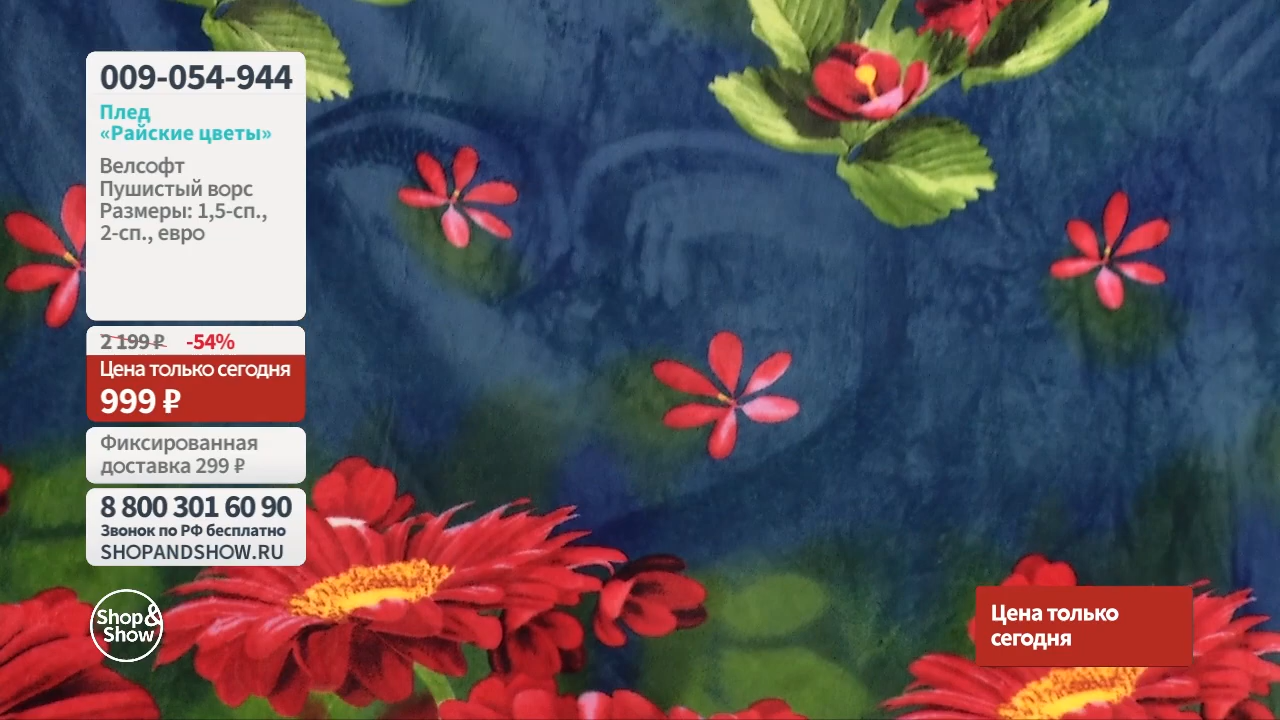 009-054-944
Плед
«Райские цветы»
Велсофт
Пушистый ворс
Размеры: 1,5-сп.,
2-сп., евро
2 199 ₽ -54%
Цена только сегодня
999 ₽
Фиксированная
доставка 299 ₽
8 800 301 60 90
Звонок по РФ бесплатно
SHOPANDSHOW.RU
Shop&
Show
Цена только
сегодня